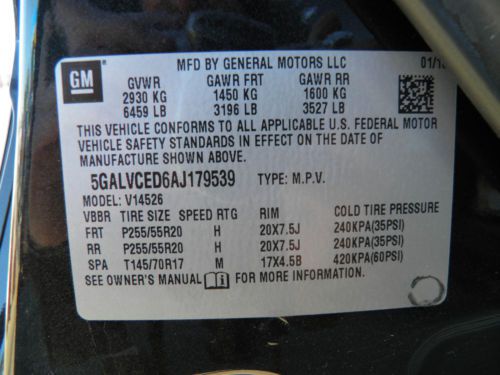 GM
MFD BY GENERAL MOTORS LLC 01/10
GVWR GAWR FRT GAWR RR
2930 KG 1450 KG 1600 KG
6459 LB 3196 LB 3527 LB
THIS VEHICLE CONFORMS TO ALL APPLICABLE U.S. FEDERAL MOTOR
VEHICLE SAFETY STANDARDS IN EFFECT ON THE DATE OF
MANUFACTURE SHOWN ABOVE.
5GALVCED6AJ179539 TYPE: M.P.V.
MODEL: V14526
VBBR TIRE SIZE SPEED RTG RIM COLD TIRE PRESSURE
FRT P255/55R20 H 20X7.5J 240KPA(35PSI)
RR P255/55R20 H 20X7.5J 240KPA(35PSI)
SPA T145/70R17 M 17X4.5B 420KPA(60PSI)
SEE OWNER'S MANUAL FOR MORE INFORMATION.